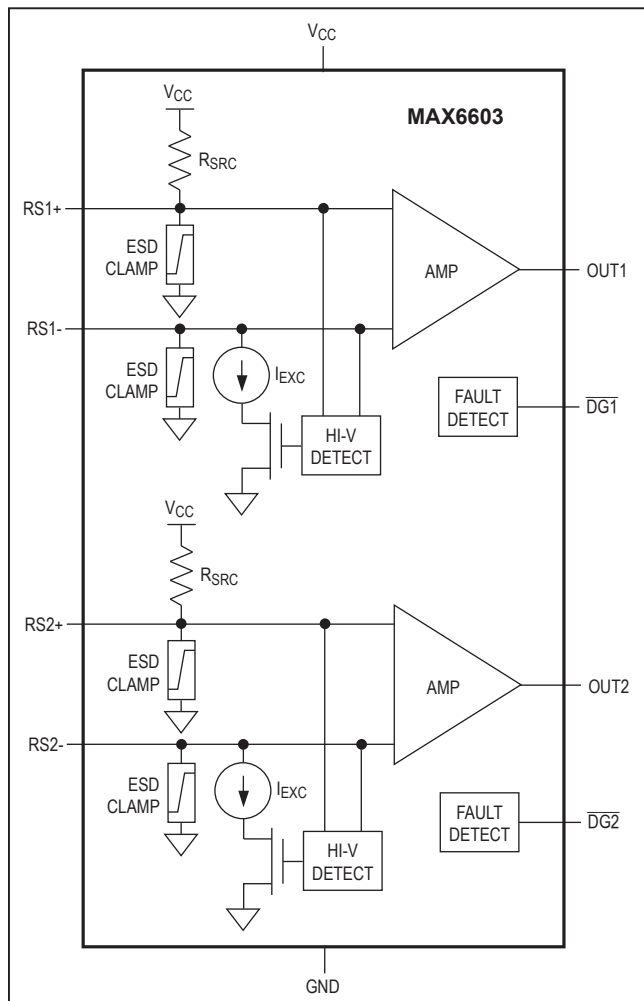 VCC
MAX6603
VCC
RSRC
RS1+
ESD
CLAMP
AMP
OUT1
RS1-
ESD
CLAMP
IEXC
HI-V
DETECT
FAULT
DETECT
DG1
VCC
RSRC
RS2+
ESD
CLAMP
AMP
OUT2
RS2-
ESD
CLAMP
IEXC
HI-V
DETECT
FAULT
DETECT
DG2
GND